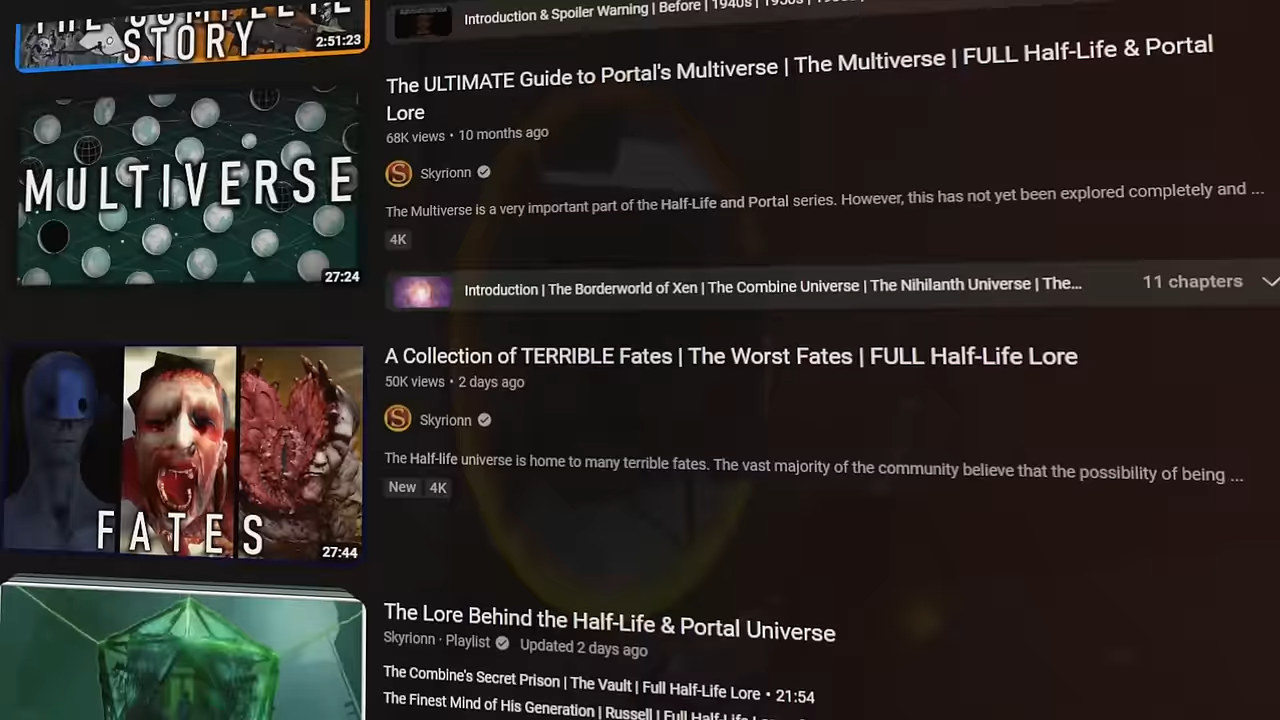 THE COMPLETE
STORY
2:51:23
Introduction & Spoiler Warning | Before | 1940s |
The ULTIMATE Guide to Portal's Multiverse | The Multiverse | FULL Half-Life & Portal
Lore
68K views • 10 months ago
MULTIVERSE
S Skyrionn
The Multiverse is a very important part of the Half-Life and Portal series. However, this has not yet been explored completely and ...
4K
27:24
Introduction | The Borderworld of Xen | The Combine Universe | The Nihilanth Universe | The...
11 chapters
A Collection of TERRIBLE Fates | The Worst Fates | FULL Half-Life Lore
50K views • 2 days ago
S Skyrionn
The Half-life universe is home to many terrible fates. The vast majority of the community believe that the possibility of being ...
New 4K
FATES
27:44
The Lore Behind the Half-Life & Portal Universe
Skyrionn · Playlist Updated 2 days ago
The Combine's Secret Prison | The Vault | Full Half-Life Lore • 21:54
The Finest Mind of His Generation | Russell | Full Half-Life